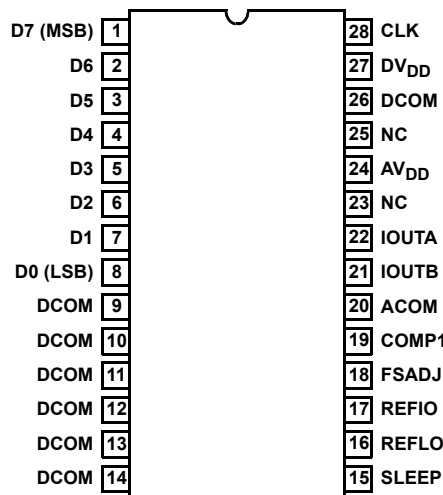 D7 (MSB) 1 28 CLK
D6 2 27 DVDD
D5 3 26 DCOM
D4 4 25 NC
D3 5 24 AVDD
D2 6 23 NC
D1 7 22 IOUTA
D0 (LSB) 8 21 IOUTB
DCOM 9 20 ACOM
DCOM 10 19 COMP1
DCOM 11 18 FSADJ
DCOM 12 17 REFIO
DCOM 13 16 REFLO
DCOM 14 15 SLEEP